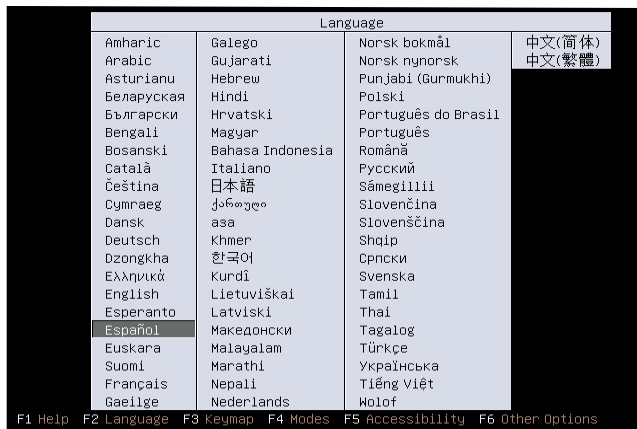 Language
Amharic
Arabic
Asturianu
Беларуская
Български
Bengali
Bosanski
Català
Čeština
Cymraeg
Dansk
Deutsch
Dzongkha
Ελληνικά
English
Esperanto
Español
Euskara
Suomi
Français
Gaeilge
Galego
Gujarati
Hebrew
Hindi
Hrvatski
Magyar
Bahasa Indonesia
Italiano
日本語
ქართული
аза
Khmer
한국어
Kurdî
Lietuviškai
Latviski
Македонски
Malayalam
Marathi
Nepali
Nederlands
Norsk bokmål
Norsk nynorsk
Punjabi (Gurmukhi)
Polski
Português do Brasil
Português
Română
Русский
Sámegillii
Slovenčina
Slovenščina
Shqip
Српски
Svenska
Tamil
Thai
Tagalog
Türkçe
Українська
Tiếng Việt
Wolof
中文(简体)
中文(繁體)
F1 Help F2 Language F3 Keymap F4 Modes F5 Accessibility F6 Other Options